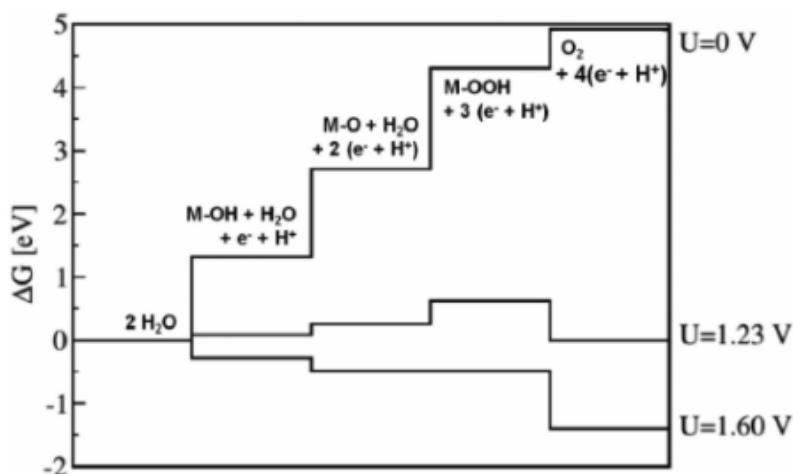 5
4
3
2
1
0
-1
-2
ΔG [eV]
2 H₂O
M-OH + H₂O
+ e⁻ + H⁺
M-O + H₂O
+ 2 (e⁻ + H⁺)
M-OOH
+ 3 (e⁻ + H⁺)
O₂
+ 4(e⁻ + H⁺)
U=0 V
U=1.23 V
U=1.60 V